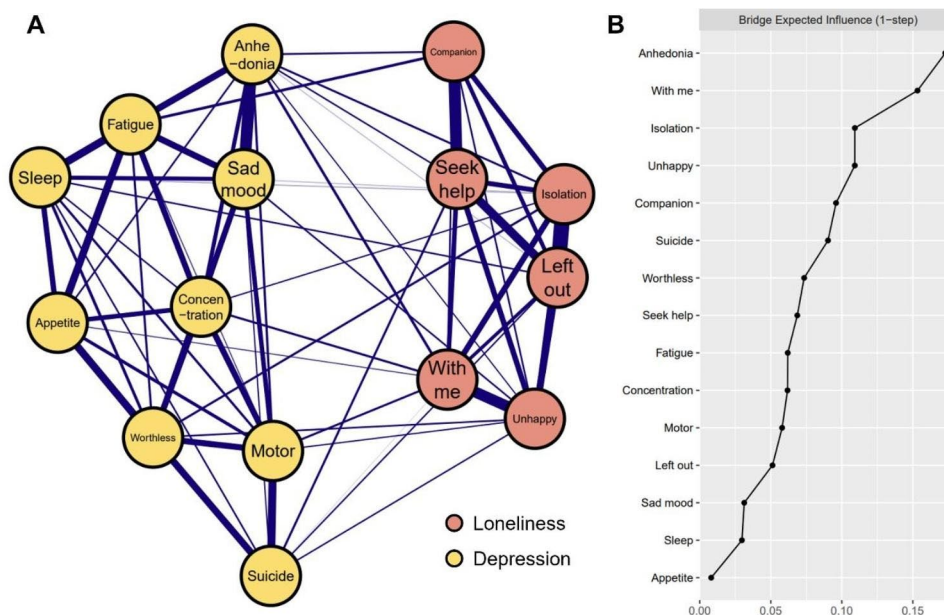 A
Anhe
-donia
Companion
Fatigue
Sleep
Sad
mood
Seek
help
Isolation
Left
out
Concen
-tration
Appetite
With
me
Unhappy
Worthless
Motor
Suicide
Loneliness
Depression
B
Bridge Expected Influence (1-step)
Anhedonia
With me
Isolation
Unhappy
Companion
Suicide
Worthless
Seek help
Fatigue
Concentration
Motor
Left out
Sad mood
Sleep
Appetite
0.00 0.05 0.10 0.15